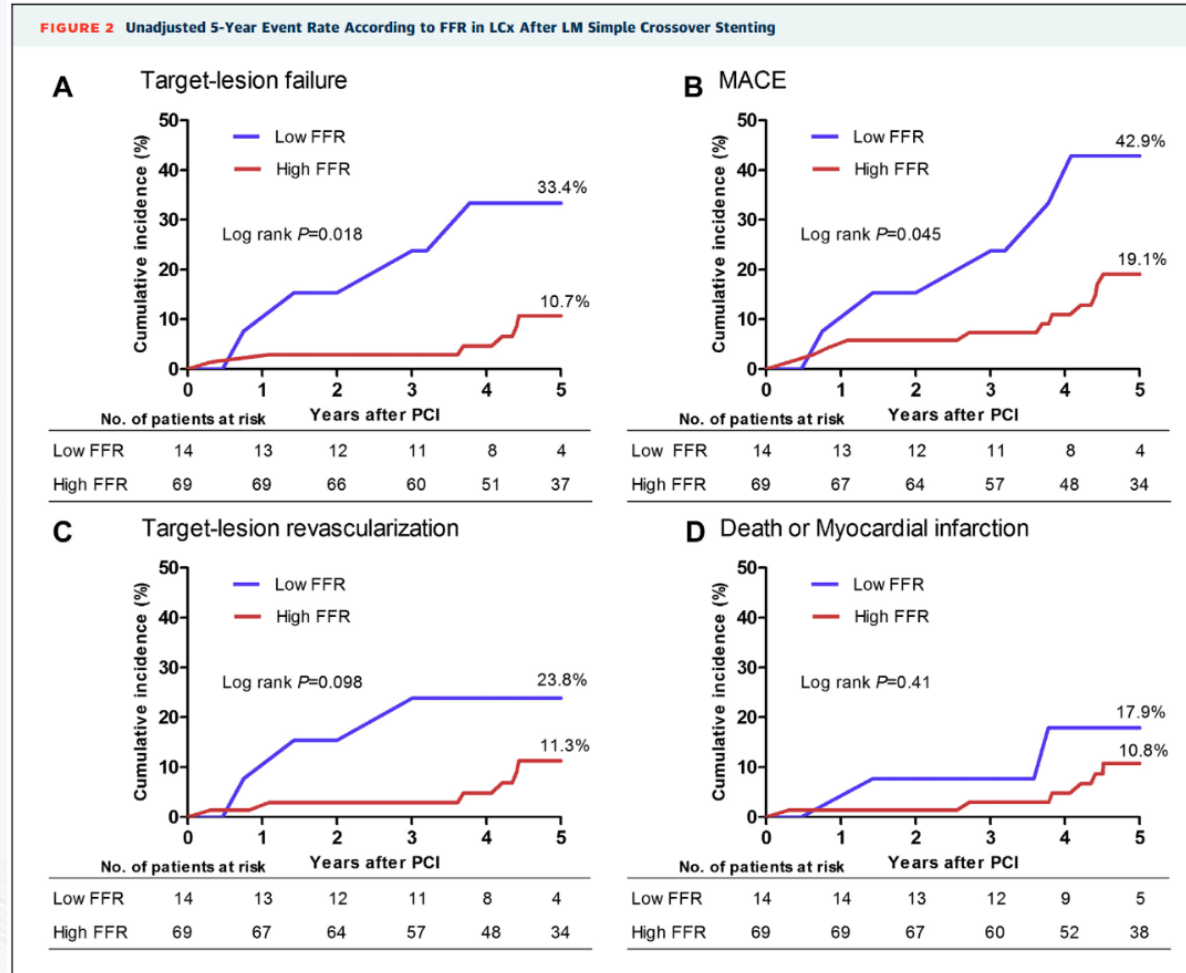 FIGURE 2 Unadjusted 5-Year Event Rate According to FFR in LCx After LM Simple Crossover Stenting
A Target-lesion failure
Cumulative incidence (%)
50
40
30
20
10
0
Low FFR
High FFR
Log rank P=0.018
33.4%
10.7%
0 1 2 3 4 5
No. of patients at risk Years after PCI
Low FFR 14 13 12 11 8 4
High FFR 69 69 66 60 51 37
B MACE
Cumulative incidence (%)
50
40
30
20
10
0
Low FFR
High FFR
Log rank P=0.045
42.9%
19.1%
0 1 2 3 4 5
No. of patients at risk Years after PCI
Low FFR 14 13 12 11 8 4
High FFR 69 67 64 57 48 34
C Target-lesion revascularization
Cumulative incidence (%)
50
40
30
20
10
0
Low FFR
High FFR
Log rank P=0.098
23.8%
11.3%
0 1 2 3 4 5
No. of patients at risk Years after PCI
Low FFR 14 13 12 11 8 4
High FFR 69 67 64 57 48 34
D Death or Myocardial infarction
Cumulative incidence (%)
50
40
30
20
10
0
Low FFR
High FFR
Log rank P=0.41
17.9%
10.8%
0 1 2 3 4 5
No. of patients at risk Years after PCI
Low FFR 14 14 13 12 9 5
High FFR 69 69 67 60 52 38